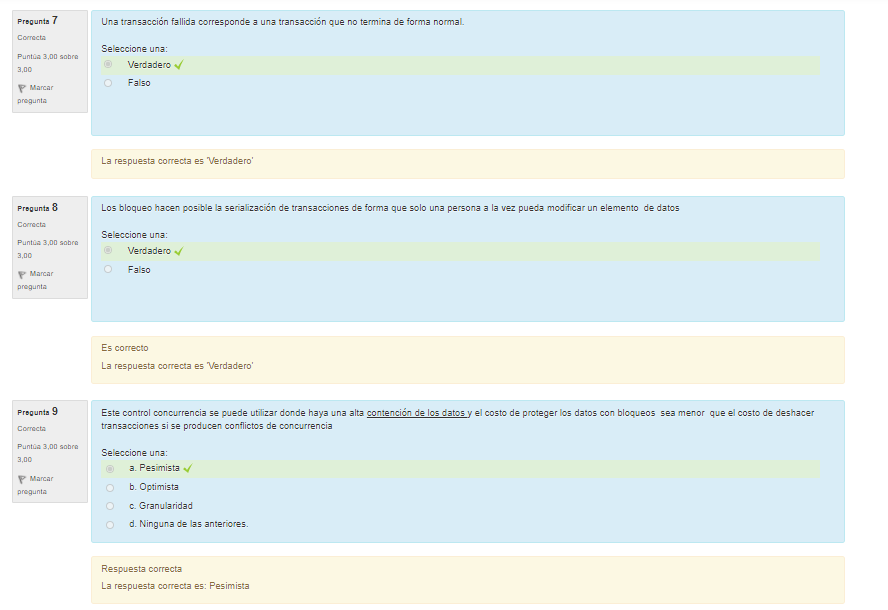 Pregunta 7
Correcta
Puntúa 3,00 sobre
3,00
Marcar
pregunta
Una transacción fallida corresponde a una transacción que no termina de forma normal.
Seleccione una:
Verdadero
Falso
La respuesta correcta es 'Verdadero'
Pregunta 8
Correcta
Puntúa 3,00 sobre
3,00
Marcar
pregunta
Los bloqueo hacen posible la serialización de transacciones de forma que solo una persona a la vez pueda modificar un elemento de datos
Seleccione una:
Verdadero
Falso
Es correcto
La respuesta correcta es 'Verdadero'
Pregunta 9
Correcta
Puntúa 3,00 sobre
3,00
Marcar
pregunta
Este control concurrencia se puede utilizar donde haya una alta contención de los datos y el costo de proteger los datos con bloqueos sea menor que el costo de deshacer
transacciones si se producen conflictos de concurrencia
Seleccione una:
a. Pesimista
b. Optimista
c. Granularidad
d. Ninguna de las anteriores.
Respuesta correcta
La respuesta correcta es: Pesimista